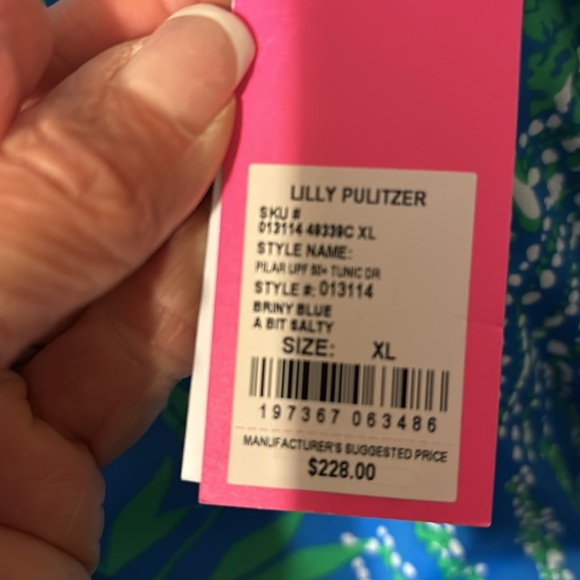 LILLY PULITZER
SKU #
013114 48339C XL
STYLE NAME:
PILAR UPF 50+ TUNIC DR
STYLE #: 013114
BRINY BLUE
A BIT SALTY
SIZE: XL
197367 063486
MANUFACTURER'S SUGGESTED PRICE
$228.00